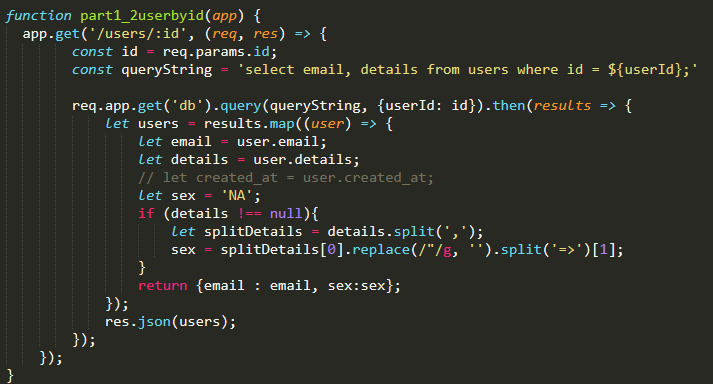 function part1_2userbyid(app) {
  app.get('/users/:id', (req, res) => {
        const id = req.params.id;
        const queryString = 'select email, details from users where id = ${userId};'

        req.app.get('db').query(queryString, {userId: id}).then(results => {
            let users = results.map((user) => {
                let email = user.email;
                let details = user.details;
                // let created_at = user.created_at;
                let sex = 'NA';
                if (details !== null){
                    let splitDetails = details.split(',');
                    sex = splitDetails[0].replace(/"/g, '').split('=>')[1];
                }
                return {email : email, sex:sex};
            });
            res.json(users);
        });
    });
}